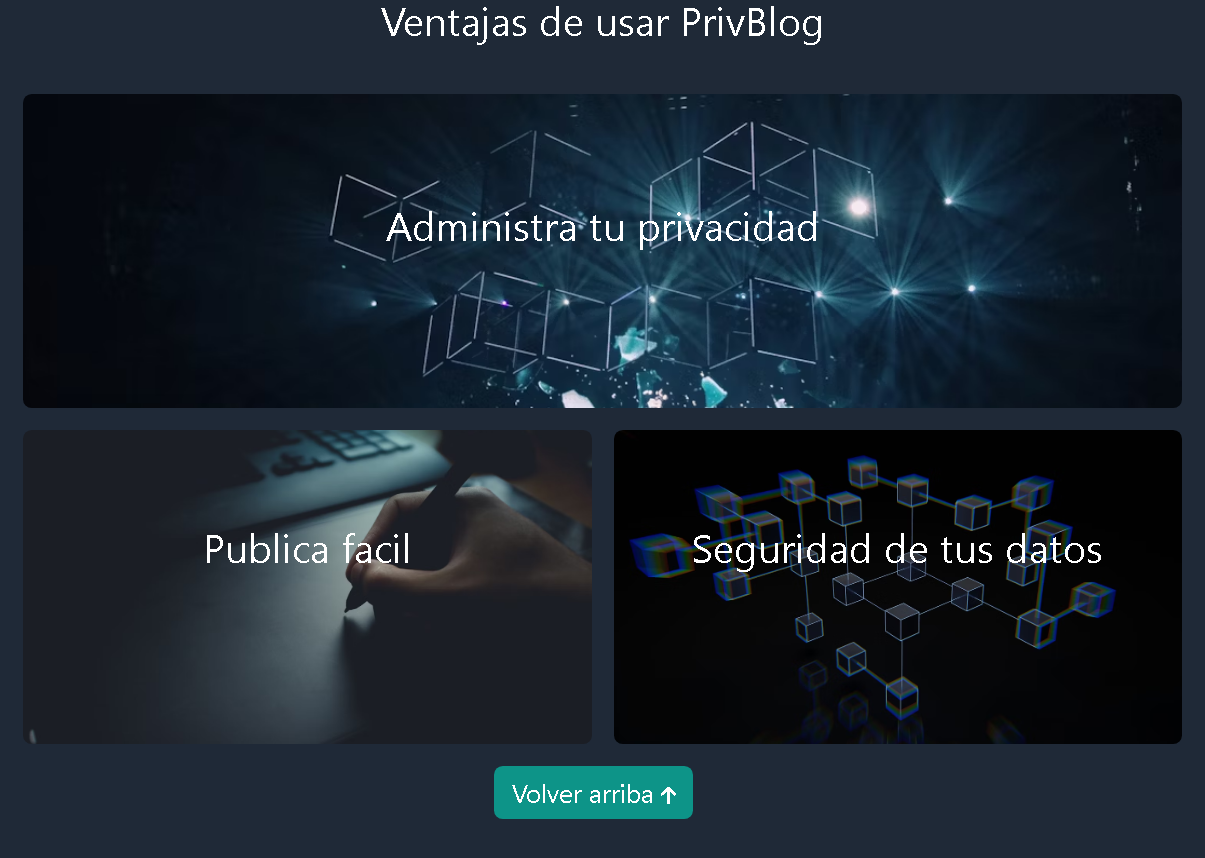 Ventajas de usar PrivBlog
Administra tu privacidad
Publica facil
Seguridad de tus datos
Volver arriba